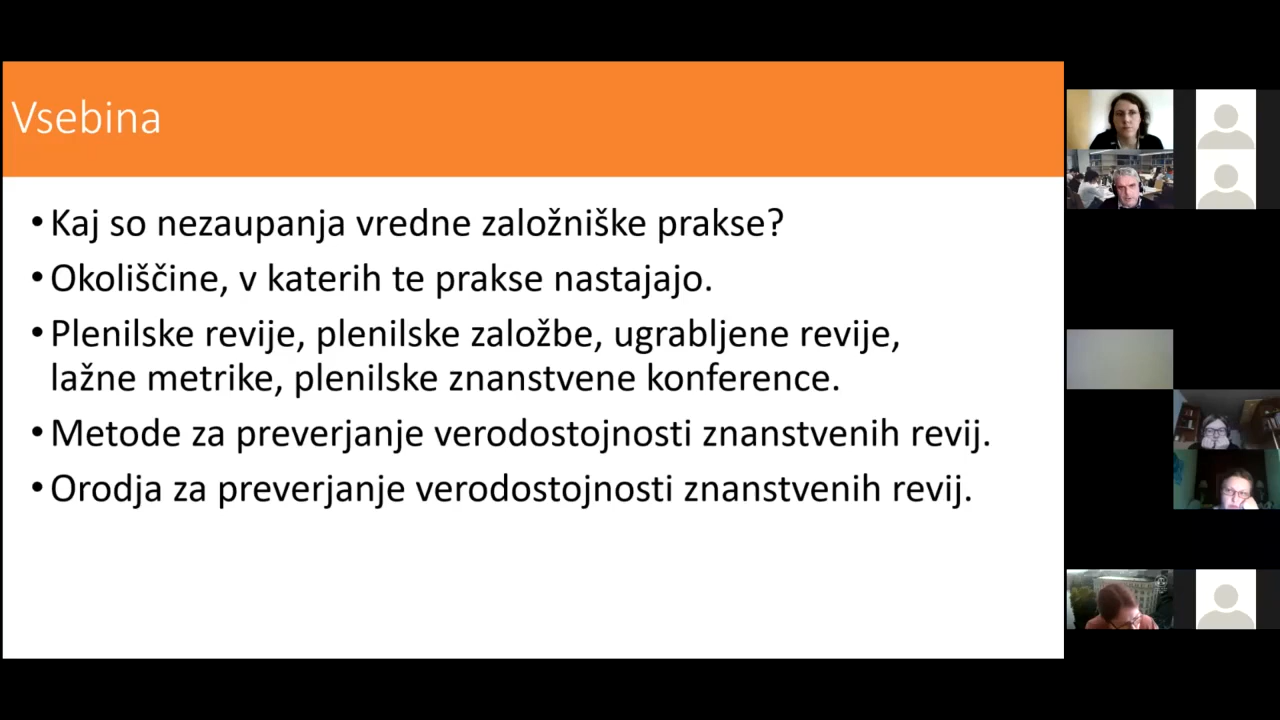 Vsebina
• Kaj so nezaupanja vredne založniške prakse?
• Okoliščine, v katerih te prakse nastajajo.
• Plenilske revije, plenilske založbe, ugrabljene revije,
lažne metrike, plenilske znanstvene konference.
• Metode za preverjanje verodostojnosti znanstvenih revij.
• Orodja za preverjanje verodostojnosti znanstvenih revij.